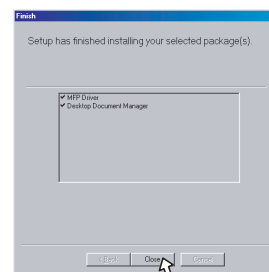 Finish
Setup has finished installing your selected package(s).
MFP Driver
Desktop Document Manager
< Back
Close
Cancel